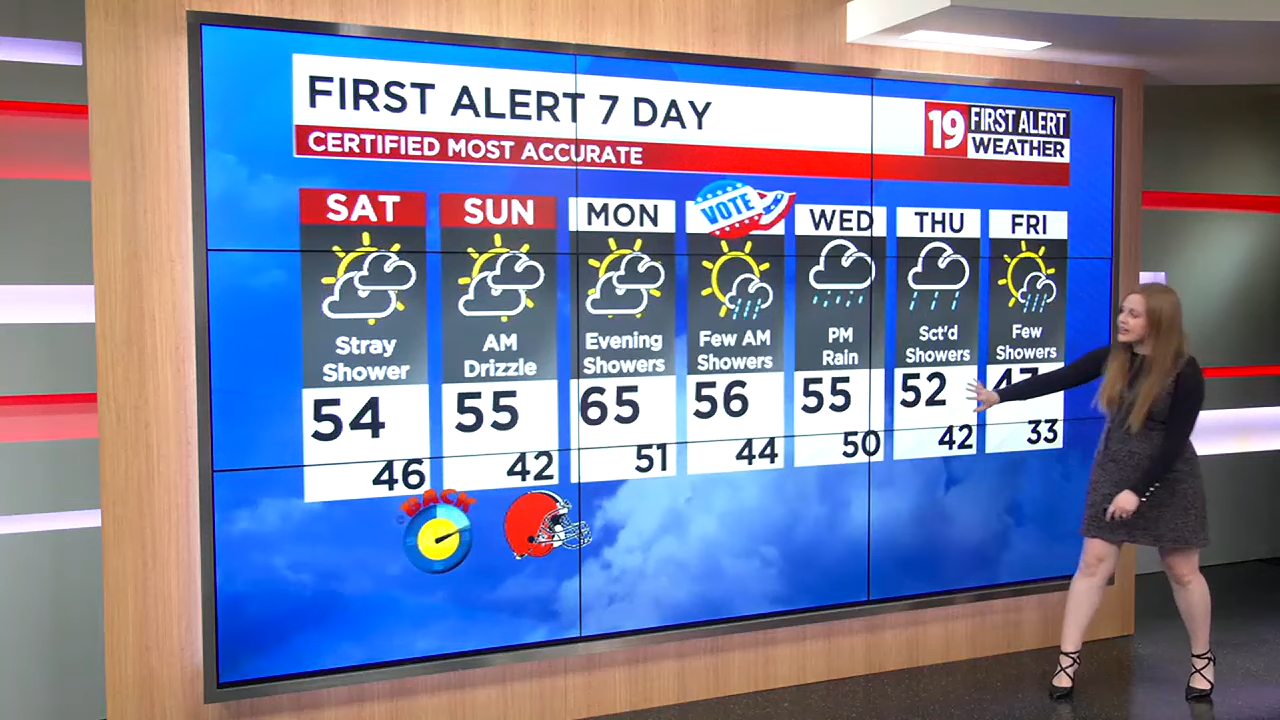 FIRST ALERT 7 DAY
CERTIFIED MOST ACCURATE
19 FIRST ALERT
WEATHER
SAT
Stray
Shower
54
46
SUN
AM
Drizzle
55
42
MON
Evening
Showers
65
51
VOTE
Few AM
Showers
56
44
WED
PM
Rain
55
50
THU
Sct'd
Showers
52
42
FRI
Few
Showers
47
33
BACK